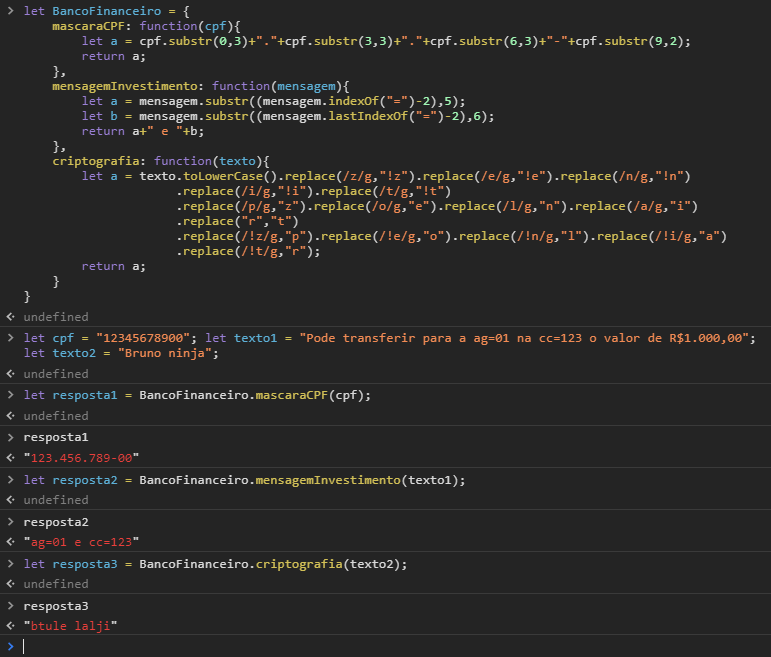 > let BancoFinanceiro = {
    mascaraCPF: function(cpf){
        let a = cpf.substr(0,3)+"."+cpf.substr(3,3)+"."+cpf.substr(6,3)+"-"+cpf.substr(9,2);
        return a;
    },
    mensagemInvestimento: function(mensagem){
        let a = mensagem.substr((mensagem.indexOf("=")-2),5);
        let b = mensagem.substr((mensagem.lastIndexOf("=")-2),6);
        return a+" e "+b;
    },
    criptografia: function(texto){
        let a = texto.toLowerCase().replace(/z/g,"!z").replace(/e/g,"!e").replace(/n/g,"!n")
                     .replace(/i/g,"!i").replace(/t/g,"!t")
                     .replace(/p/g,"z").replace(/o/g,"e").replace(/l/g,"n").replace(/a/g,"i")
                     .replace("r","t")
                     .replace(/!z/g,"p").replace(/!e/g,"o").replace(/!n/g,"l").replace(/!i/g,"a")
                     .replace(/!t/g,"r");
        return a;
    }
}
undefined
> let cpf = "12345678900"; let texto1 = "Pode transferir para a ag=01 na cc=123 o valor de R$1.000,00";
let texto2 = "Bruno ninja";
undefined
> let resposta1 = BancoFinanceiro.mascaraCPF(cpf);
undefined
> resposta1
"123.456.789-00"
> let resposta2 = BancoFinanceiro.mensagemInvestimento(texto1);
undefined
> resposta2
"ag=01 e cc=123"
> let resposta3 = BancoFinanceiro.criptografia(texto2);
undefined
> resposta3
"btule lalji"
>